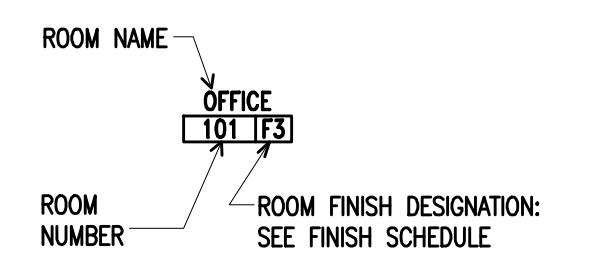 ROOM NAME
OFFICE
101 F3
ROOM
NUMBER
ROOM FINISH DESIGNATION:
SEE FINISH SCHEDULE